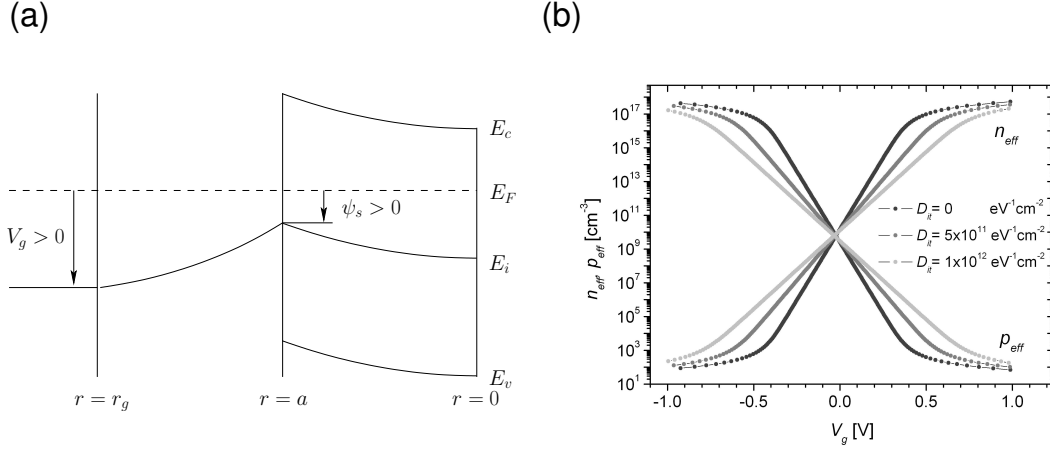 (a)
E_c
E_F
ψ_s > 0
V_g > 0
E_i
E_v
r = r_g
r = a
r = 0
(b)
10^17
10^15
10^13
10^11
10^9
10^7
10^5
10^3
10^1
n_eff, p_eff [cm^-3]
n_eff
D_it = 0 eV^-1cm^-2
D_it = 5x10^11 eV^-1cm^-2
D_it = 1x10^12 eV^-1cm^-2
p_eff
-1.0 -0.5 0.0 0.5 1.0
V_g [V]